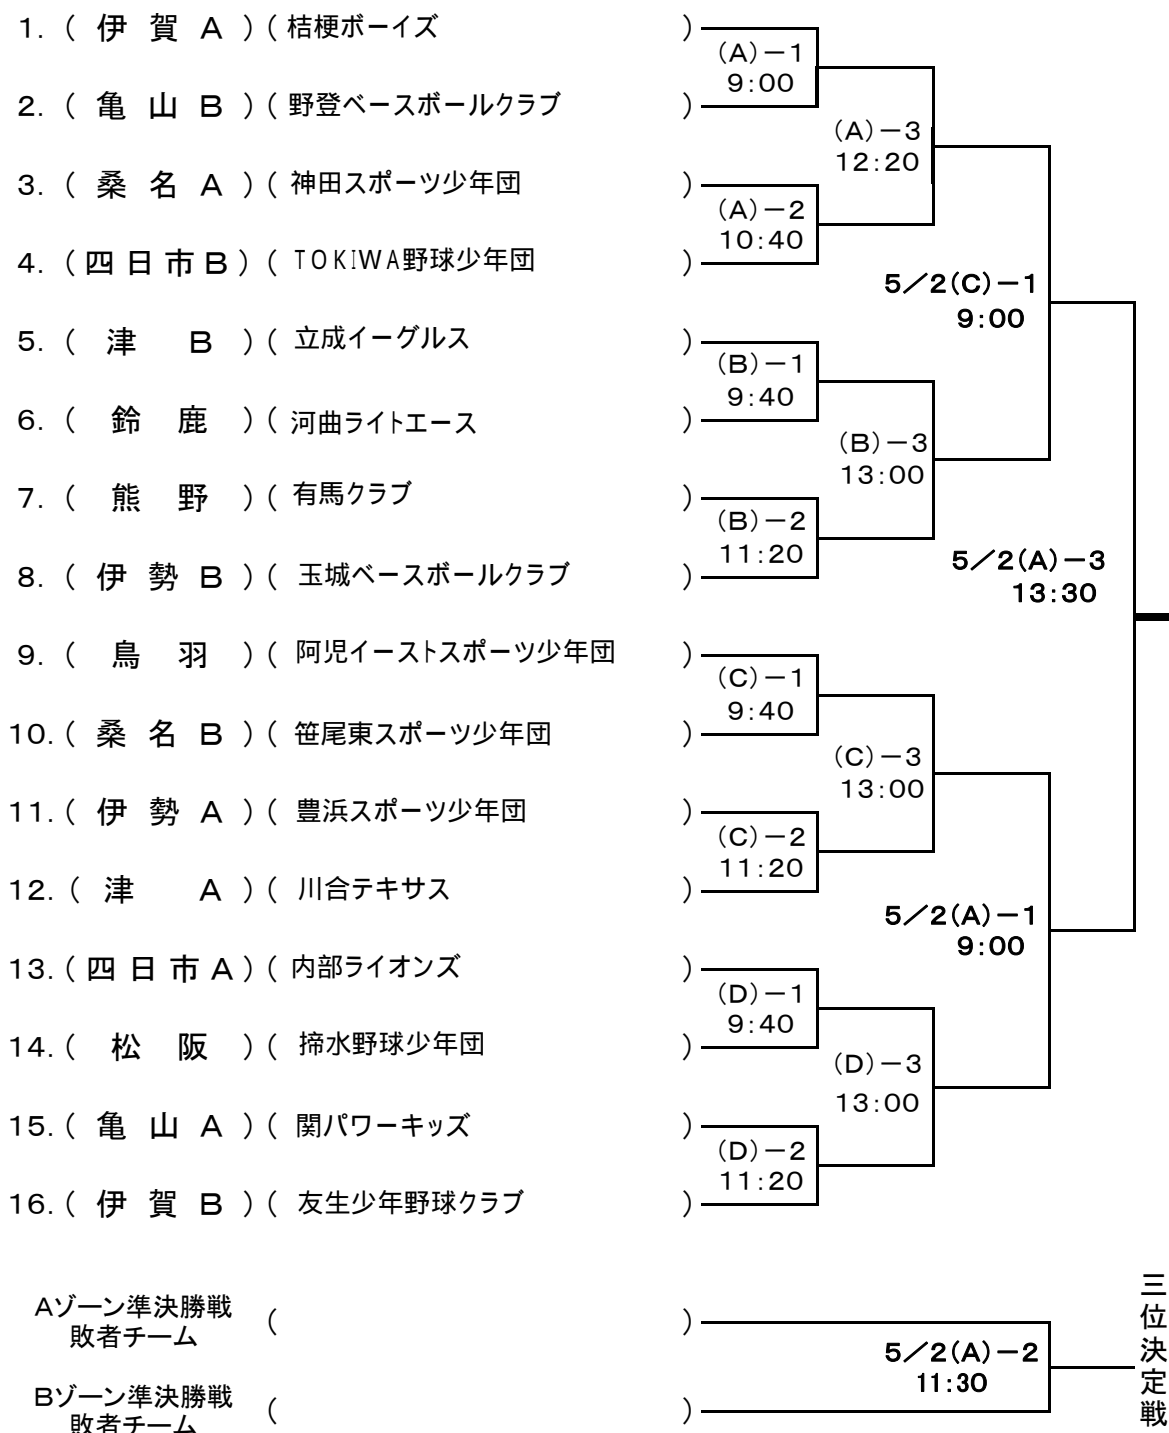 1. ( 伊 賀 A ) ( 桔梗ボーイズ )
(A)－1
9:00
2. ( 亀 山 B ) ( 野登ベースボールクラブ )
(A)－3
12:20
3. ( 桑 名 A ) ( 神田スポーツ少年団 )
(A)－2
10:40
4. ( 四 日 市 B ) ( TOKIWA野球少年団 )
5／2(C)－1
9:00
5. ( 津 B ) ( 立成イーグルス )
(B)－1
9:40
6. ( 鈴 鹿 ) ( 河曲ライトエース )
(B)－3
13:00
7. ( 熊 野 ) ( 有馬クラブ )
(B)－2
11:20
8. ( 伊 勢 B ) ( 玉城ベースボールクラブ )
5／2(A)－3
13:30
9. ( 鳥 羽 ) ( 阿児イーストスポーツ少年団 )
(C)－1
9:40
10. ( 桑 名 B ) ( 笹尾東スポーツ少年団 )
(C)－3
13:00
11. ( 伊 勢 A ) ( 豊浜スポーツ少年団 )
(C)－2
11:20
12. ( 津 A ) ( 川合テキサス )
5／2(A)－1
9:00
13. ( 四 日 市 A ) ( 内部ライオンズ )
(D)－1
9:40
14. ( 松 阪 ) ( 揥水野球少年団 )
(D)－3
13:00
15. ( 亀 山 A ) ( 関パワーキッズ )
(D)－2
11:20
16. ( 伊 賀 B ) ( 友生少年野球クラブ )
Aゾーン準決勝戦
敗者チーム ( )
5／2(A)－2
11:30
三位決定戦
Bゾーン準決勝戦
敗者チーム ( )